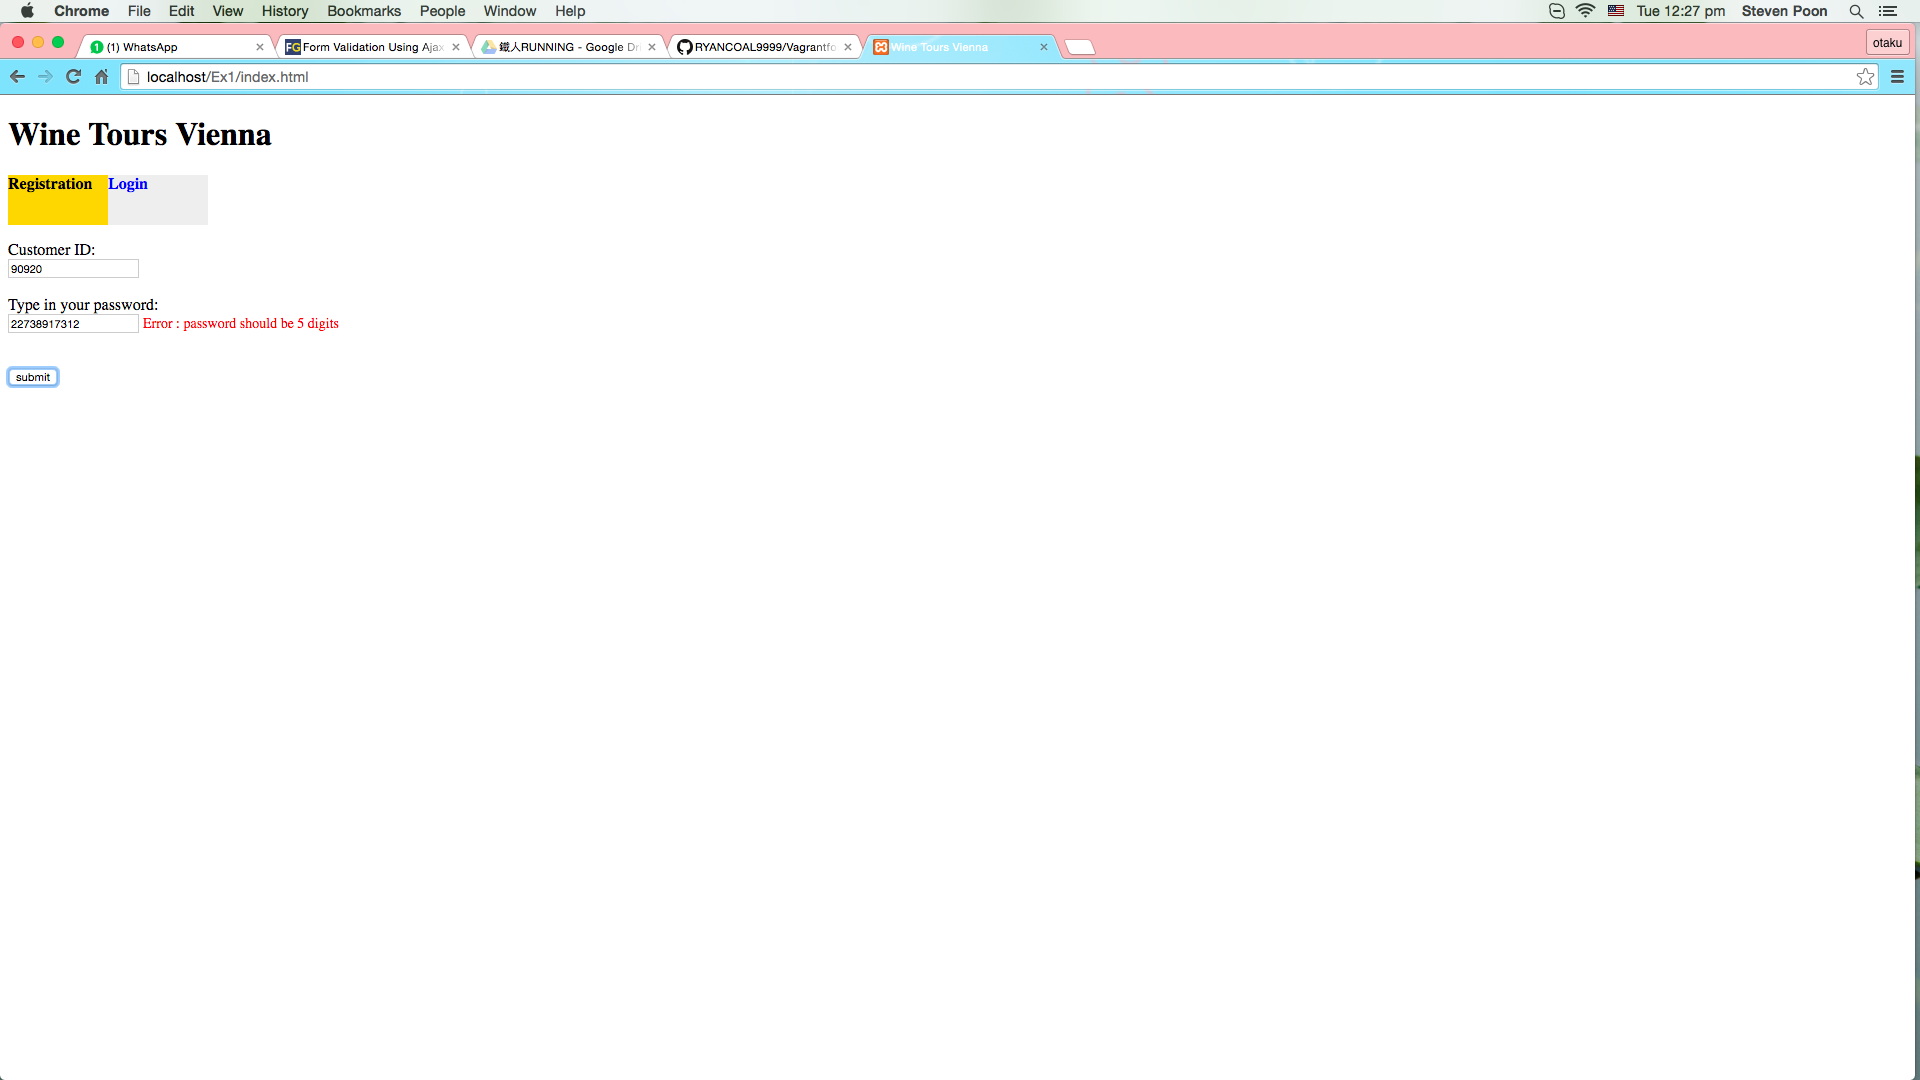 Chrome File Edit View History Bookmarks People Window Help Tue 12:27 pm Steven Poon
(1) WhatsApp FG Form Validation Using Ajax 鐵人RUNNING - Google Dri RYANCOAL9999/Vagrantfo Wine Tours Vienna otaku
localhost/Ex1/index.html
Wine Tours Vienna
Registration Login
Customer ID:
90920
Type in your password:
22738917312 Error : password should be 5 digits
submit